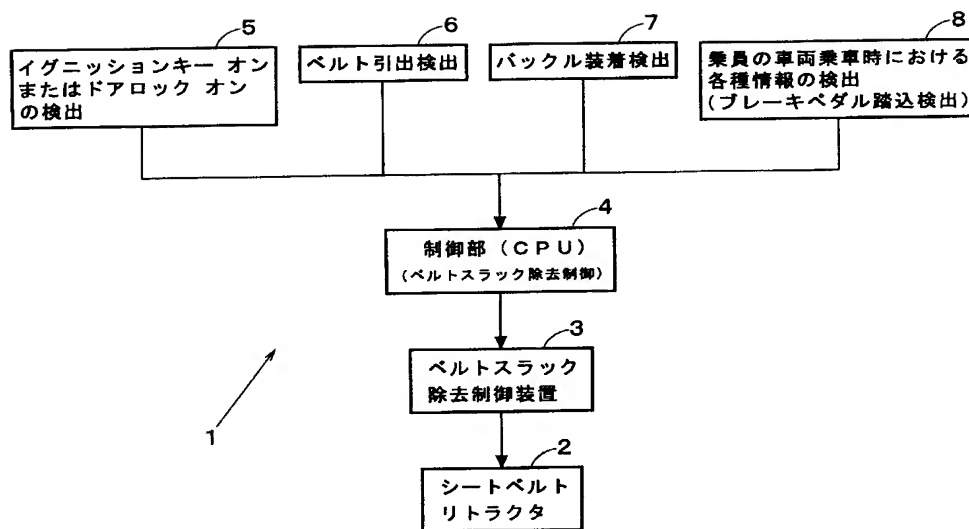 5
イグニッションキー オン
またはドアロック オン
の検出
6
ベルト引出検出
7
バックル装着検出
8
乗員の車両乗車時における
各種情報の検出
(ブレーキペダル踏込検出)
4
制御部(CPU)
(ベルトスラック除去制御)
3
ベルトスラック
除去制御装置
1
2
シートベルト
リトラクタ